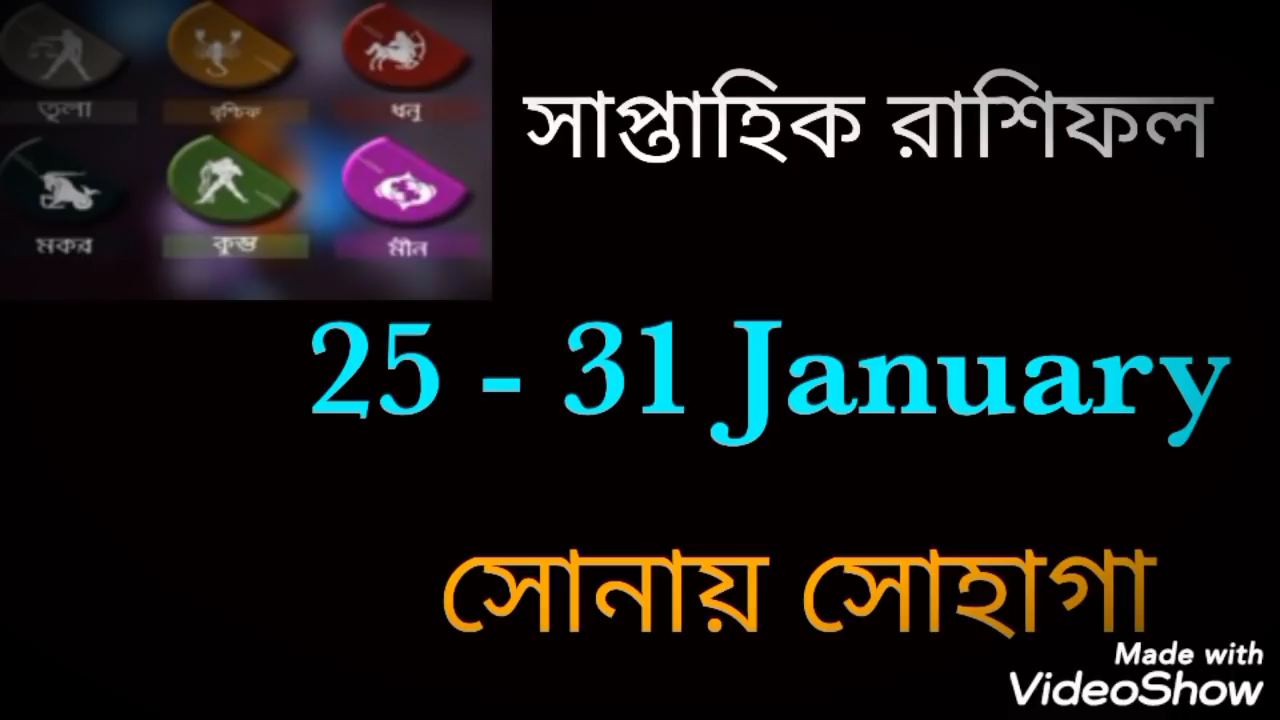 তুলা বৃশ্চিক ধনু
মকর কুম্ভ মীন
সাপ্তাহিক রাশিফল
25 - 31 January
সোনায় সোহাগা
Made with
VideoShow